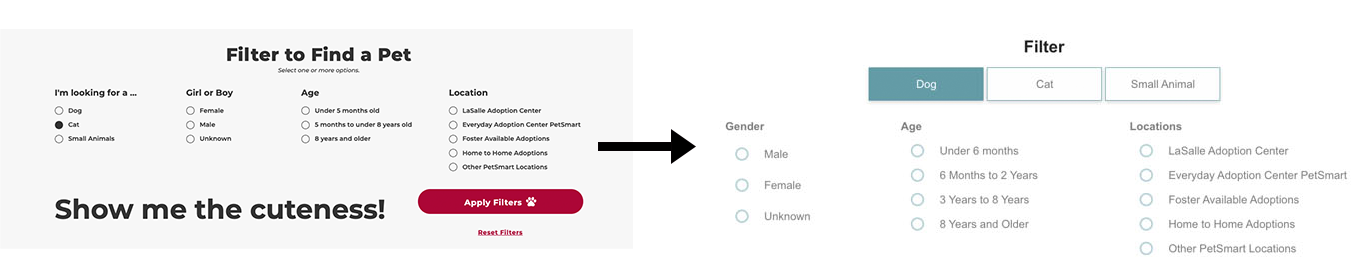 Filter to Find a Pet
Select one or more options.
I'm looking for a ...
Dog
Cat
Small Animals
Girl or Boy
Female
Male
Unknown
Age
Under 5 months old
5 months to under 8 years old
8 years and older
Location
LaSalle Adoption Center
Everyday Adoption Center PetSmart
Foster Available Adoptions
Home to Home Adoptions
Other PetSmart Locations
Show me the cuteness!
Apply Filters
Reset Filters
Filter
Dog
Cat
Small Animal
Gender
Male
Female
Unknown
Age
Under 6 months
6 Months to 2 Years
3 Years to 8 Years
8 Years and Older
Locations
LaSalle Adoption Center
Everyday Adoption Center PetSmart
Foster Available Adoptions
Home to Home Adoptions
Other PetSmart Locations